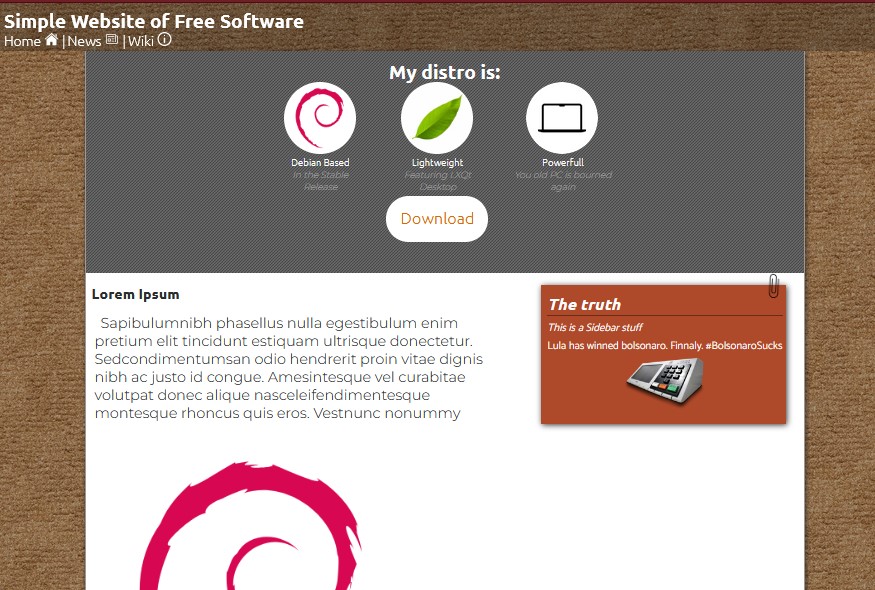 Simple Website of Free Software
Home | News | Wiki
My distro is:
Debian Based
In the Stable
Release
Lightweight
Featuring LXQt
Desktop
Powerfull
You old PC is bourned
again
Download
Lorem Ipsum
Sapibulumnibh phasellus nulla egestibulum enim
pretium elit tincidunt estiquam ultrisque donectetur.
Sedcondimentumsan odio hendrerit proin vitae dignis
nibh ac justo id congue. Amesintesque vel curabitae
volutpat donec alique nasceleifendimentesque
montesque rhoncus quis eros. Vestnunc nonummy
The truth
This is a Sidebar stuff
Lula has winned bolsonaro. Finnaly. #BolsonaroSucks